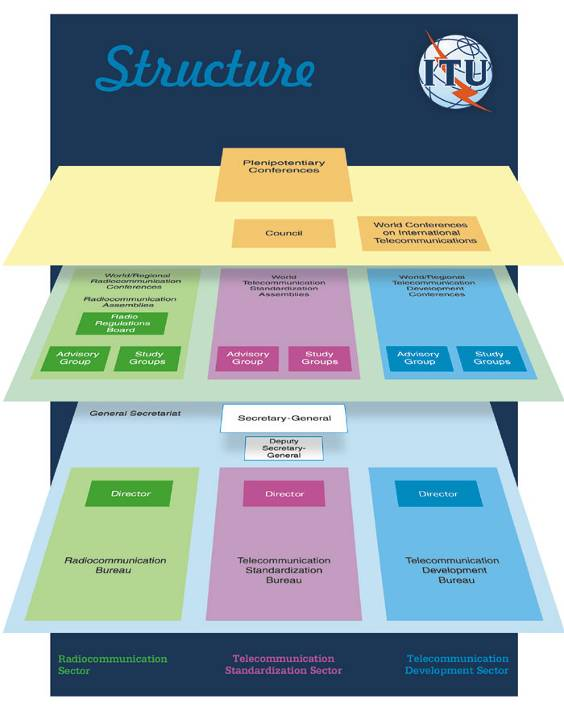 Structure
ITU
Plenipotentiary
Conferences
Council
World Conferences
on International
Telecommunications
World/Regional
Radiocommunication
Conferences
Radiocommunication
Assemblies
Radio
Regulations
Board
Advisory
Group
Study
Groups
World
Telecommunication
Standardization
Assemblies
Advisory
Group
Study
Groups
World/Regional
Telecommunication
Development
Conferences
Advisory
Group
Study
Groups
General Secretariat
Secretary-General
Deputy
Secretary-
General
Director
Radiocommunication
Bureau
Director
Telecommunication
Standardization
Bureau
Director
Telecommunication
Development
Bureau
Radiocommunication
Sector
Telecommunication
Standardization Sector
Telecommunication
Development Sector